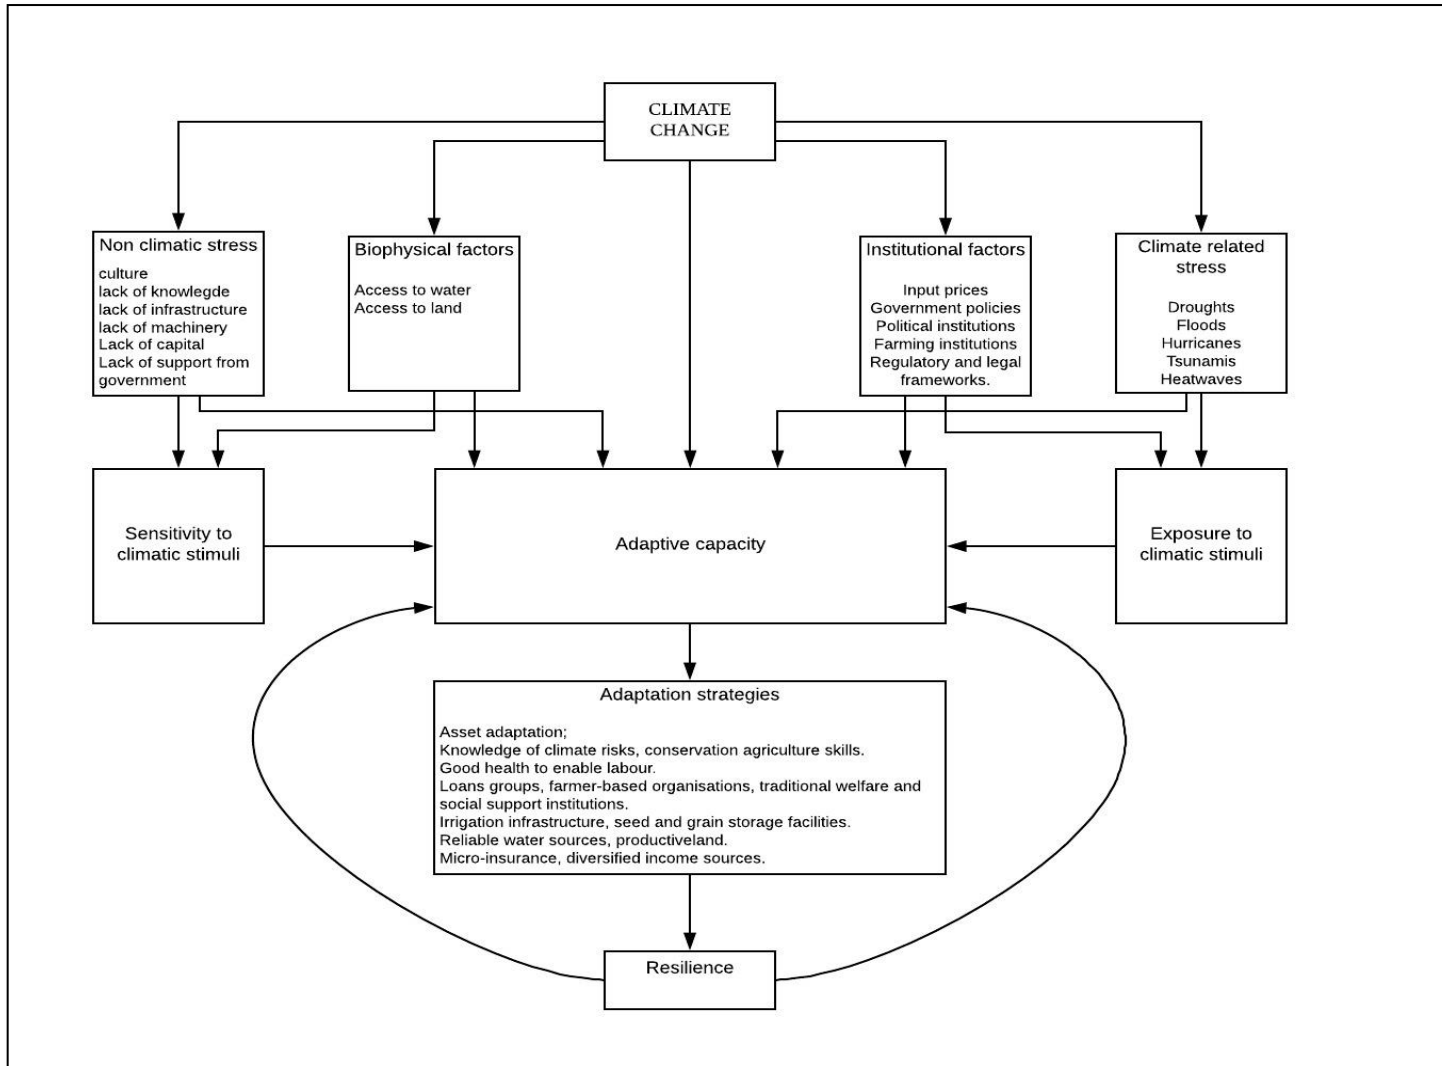 CLIMATE
CHANGE
Non climatic stress
culture
lack of knowlegde
lack of infrastructure
lack of machinery
Lack of capital
Lack of support from
government
Biophysical factors
Access to water
Access to land
Institutional factors
Input prices
Government policies
Political institutions
Farming institutions
Regulatory and legal
frameworks.
Climate related
stress
Droughts
Floods
Hurricanes
Tsunamis
Heatwaves
Sensitivity to
climatic stimuli
Adaptive capacity
Exposure to
climatic stimuli
Adaptation strategies
Asset adaptation;
Knowledge of climate risks, conservation agriculture skills.
Good health to enable labour.
Loans groups, farmer-based organisations, traditional welfare and
social support institutions.
Irrigation infrastructure, seed and grain storage facilities.
Reliable water sources, productiveland.
Micro-insurance, diversified income sources.
Resilience